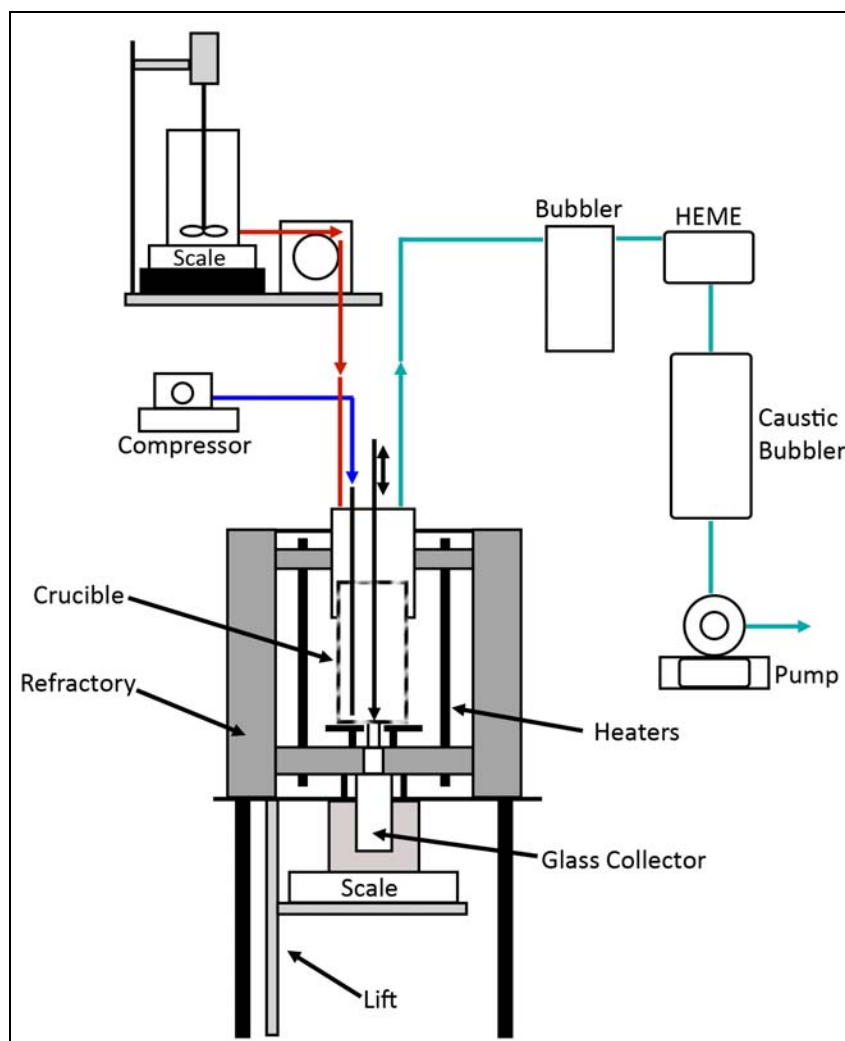 Scale
Bubbler
HEME
Compressor
Caustic
Bubbler
Crucible
Refractory
Pump
Heaters
Glass Collector
Scale
Lift